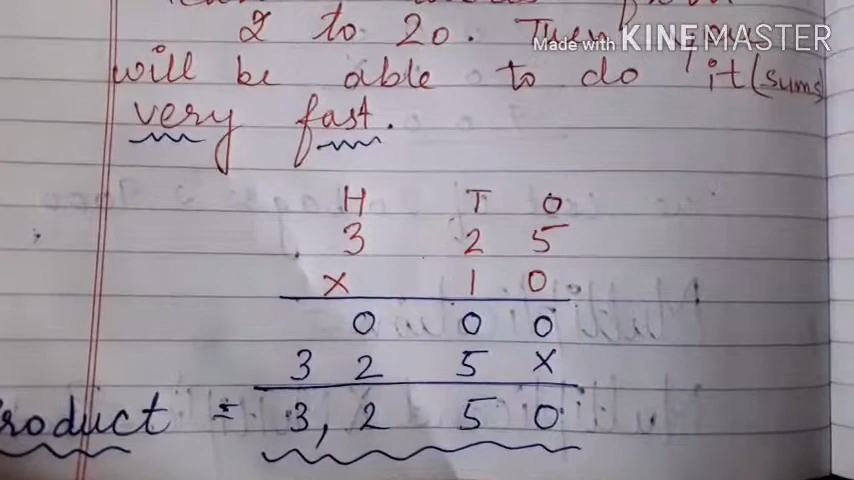 2 to 20. Then you
Made with KINEMASTER
will be able to do it (sums)
very fast.
H T O
3 2 5
× 1 0
0 0 0
3 2 5 ×
roduct = 3,2 5 0